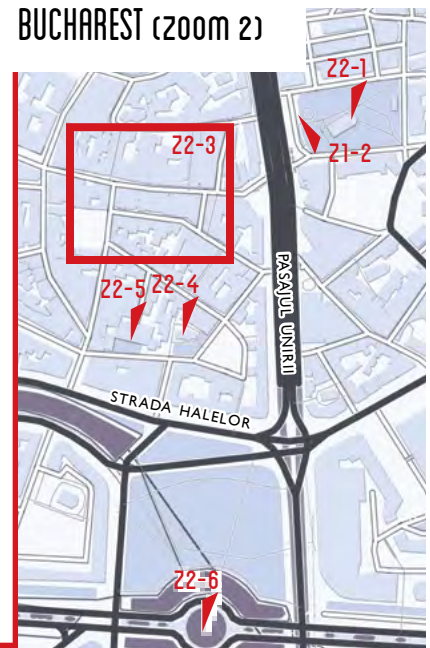 BUCHAREST (ZOOM 2)
Z2-1
Z2-3
Z1-2
PASAJUL UNIRII
Z2-5
Z2-4
STRADA HALELOR
Z2-6